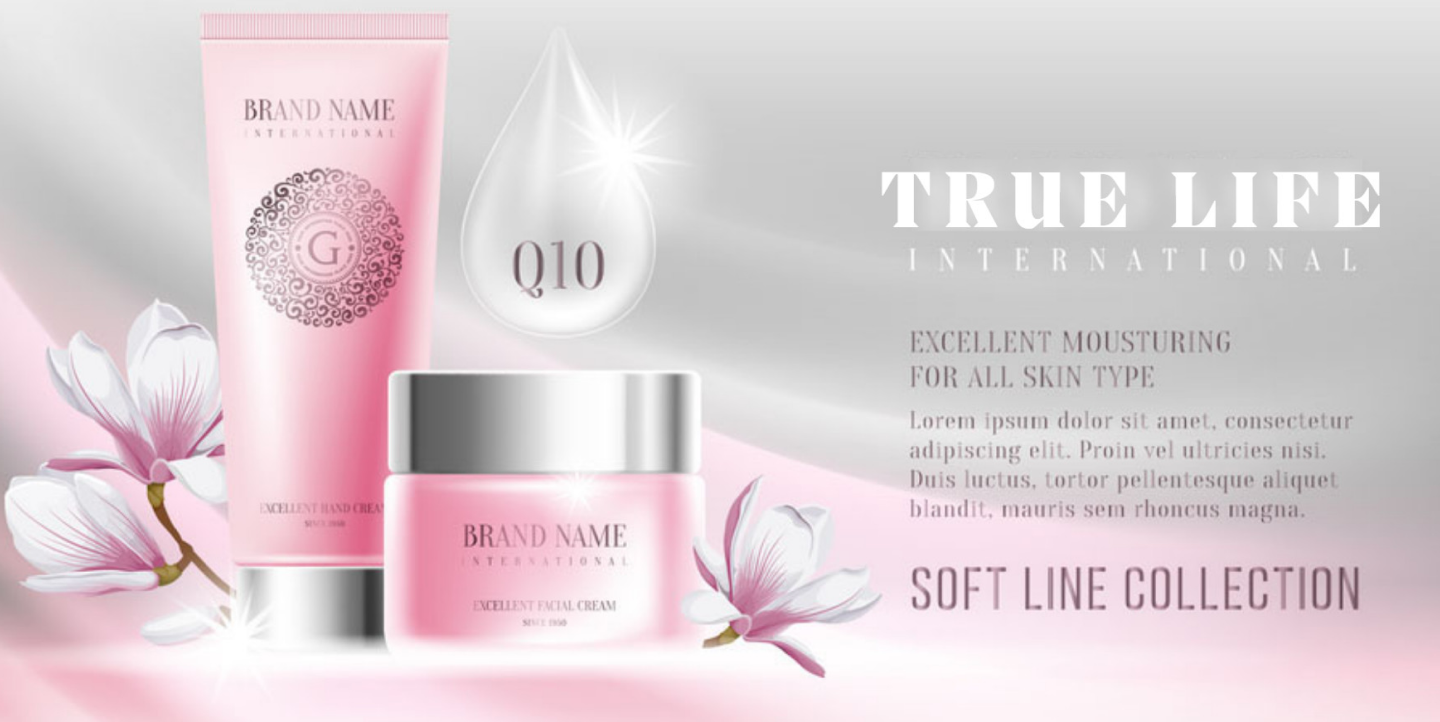 BRAND NAME
INTERNATIONAL
G
EXCELLENT HAND CREAM
SINCE 1950
Q10
BRAND NAME
INTERNATIONAL
EXCELLENT FACIAL CREAM
SINCE 1950
TRUE LIFE
INTERNATIONAL
EXCELLENT MOUSTURING
FOR ALL SKIN TYPE
Lorem ipsum dolor sit amet, consectetur
adipiscing elit. Proin vel ultricies nisi.
Duis luctus, tortor pellentesque aliquet
blandit, mauris sem rhoncus magna.
SOFT LINE COLLECTION